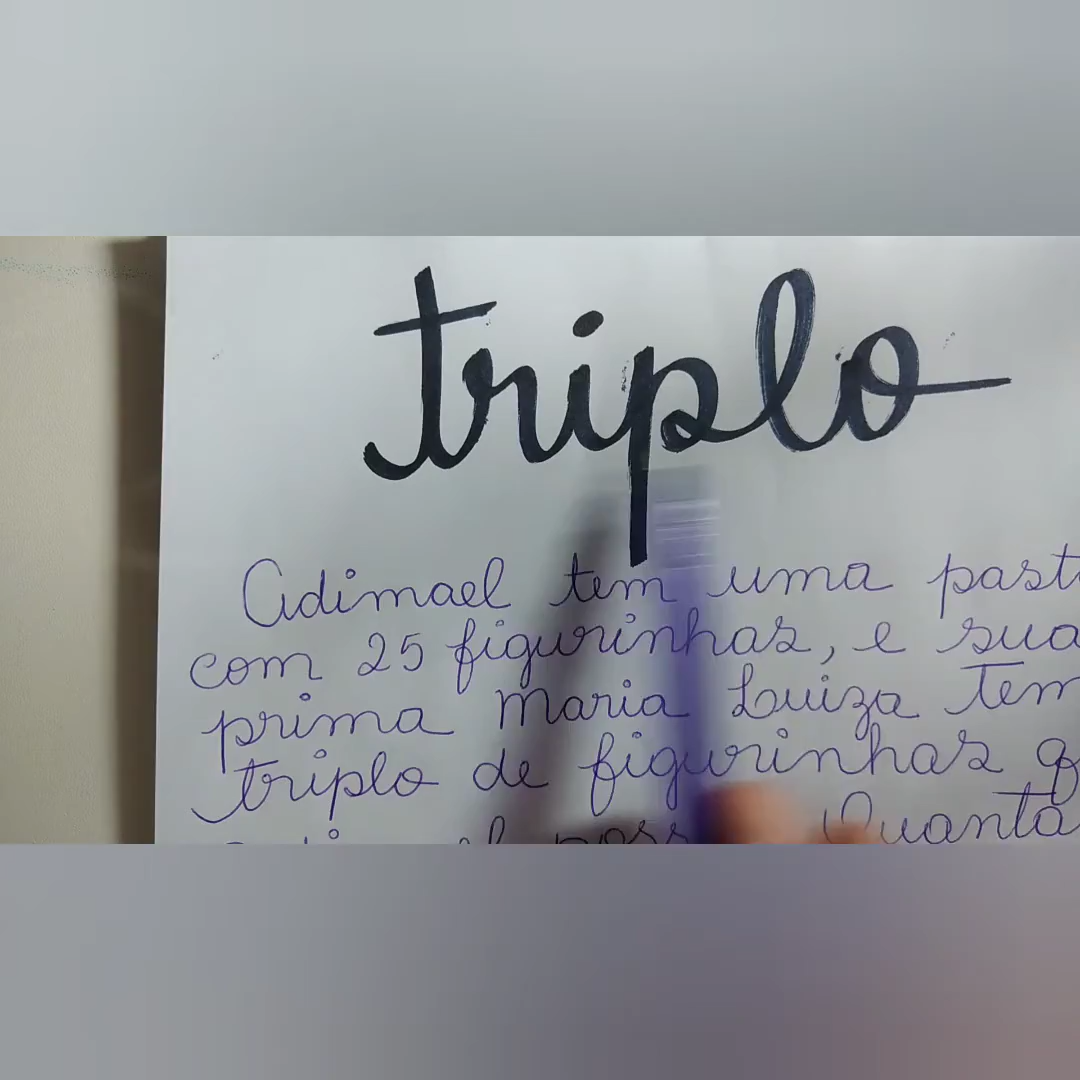 triplo
Adimael tem uma past
com 25 figurinhas, e sua
prima Maria Luiza tem
triplo de figurinhas q
Quanta